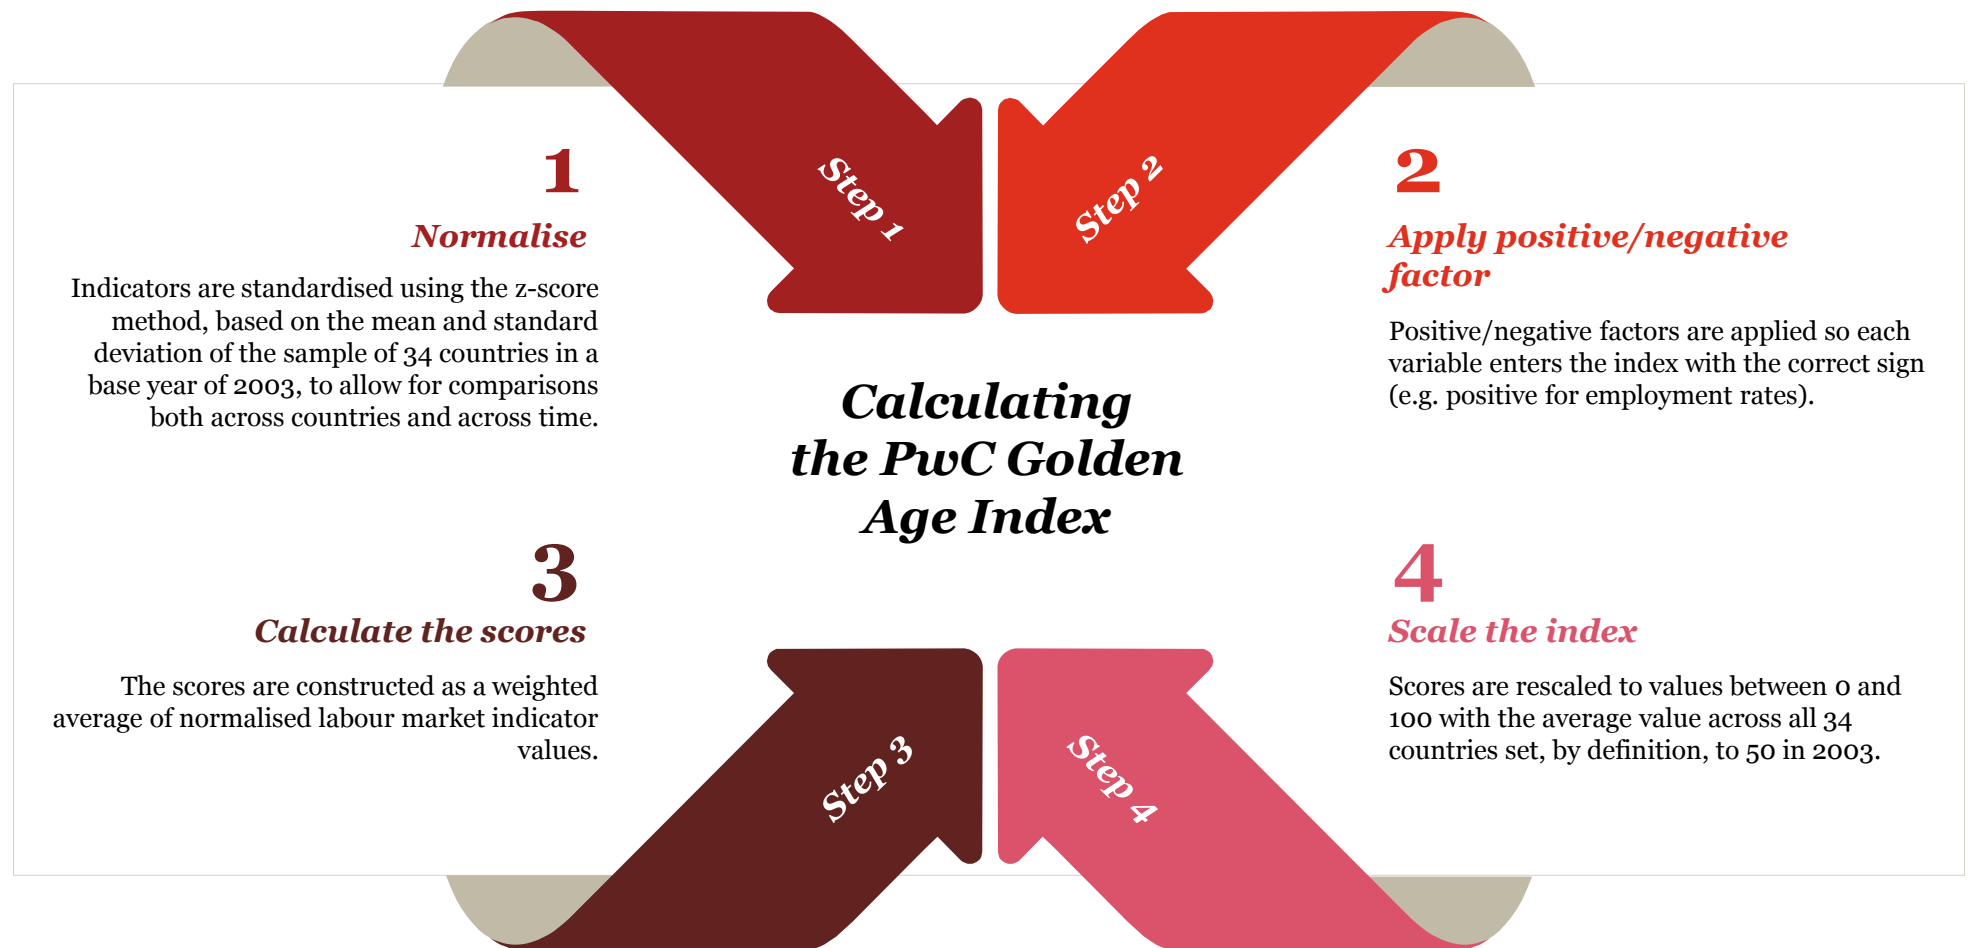 1
Normalise
Indicators are standardised using the z-score
method, based on the mean and standard
deviation of the sample of 34 countries in a
base year of 2003, to allow for comparisons
both across countries and across time.
Step 1
Step 2
2
Apply positive/negative
factor
Positive/negative factors are applied so each
variable enters the index with the correct sign
(e.g. positive for employment rates).
Calculating
the PwC Golden
Age Index
3
Calculate the scores
The scores are constructed as a weighted
average of normalised labour market indicator
values.
Step 3
Step 4
4
Scale the index
Scores are rescaled to values between 0 and
100 with the average value across all 34
countries set, by definition, to 50 in 2003.